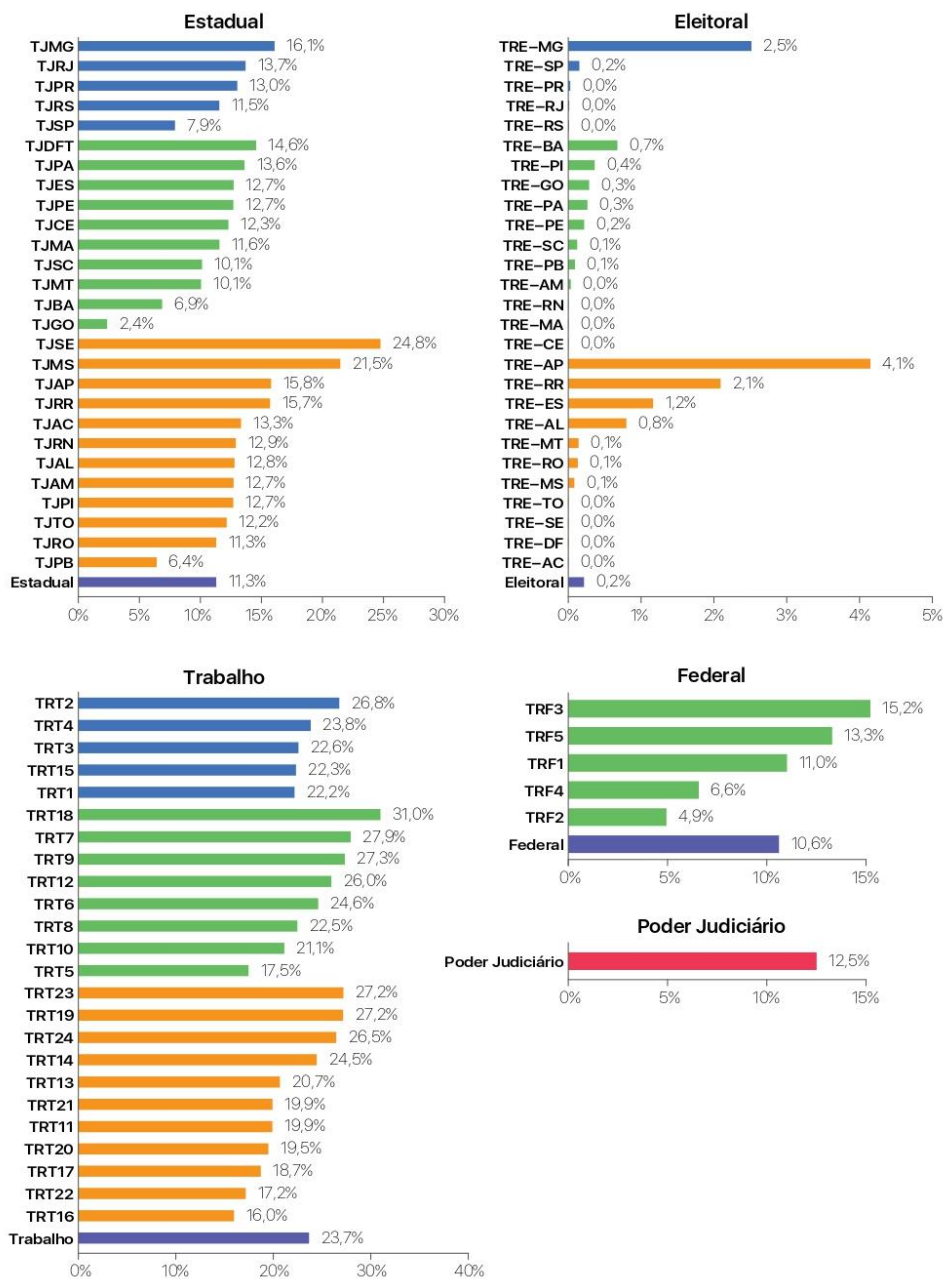 Estadual
TJMG 16,1%
TJRJ 13,7%
TJPR 13,0%
TJRS 11,5%
TJSP 7,9%
TJDFT 14,6%
TJPA 13,6%
TJES 12,7%
TJPE 12,7%
TJCE 12,3%
TJMA 11,6%
TJSC 10,1%
TJMT 10,1%
TJBA 6,9%
TJGO 2,4%
TJSE 24,8%
TJMS 21,5%
TJAP 15,8%
TJRR 15,7%
TJAC 13,3%
TJRN 12,9%
TJAL 12,8%
TJAM 12,7%
TJPI 12,7%
TJTO 12,2%
TJRO 11,3%
TJPB 6,4%
Estadual 11,3%
0% 5% 10% 15% 20% 25% 30%
Eleitoral
TRE–MG 2,5%
TRE–SP 0,2%
TRE–PR 0,0%
TRE–RJ 0,0%
TRE–RS 0,0%
TRE–BA 0,7%
TRE–PI 0,4%
TRE–GO 0,3%
TRE–PA 0,3%
TRE–PE 0,2%
TRE–SC 0,1%
TRE–PB 0,1%
TRE–AM 0,0%
TRE–RN 0,0%
TRE–MA 0,0%
TRE–CE 0,0%
TRE–AP 4,1%
TRE–RR 2,1%
TRE–ES 1,2%
TRE–AL 0,8%
TRE–MT 0,1%
TRE–RO 0,1%
TRE–MS 0,1%
TRE–TO 0,0%
TRE–SE 0,0%
TRE–DF 0,0%
TRE–AC 0,0%
Eleitoral 0,2%
0% 1% 2% 3% 4% 5%
Trabalho
TRT2 26,8%
TRT4 23,8%
TRT3 22,6%
TRT15 22,3%
TRT1 22,2%
TRT18 31,0%
TRT7 27,9%
TRT9 27,3%
TRT12 26,0%
TRT6 24,6%
TRT8 22,5%
TRT10 21,1%
TRT5 17,5%
TRT23 27,2%
TRT19 27,2%
TRT24 26,5%
TRT14 24,5%
TRT13 20,7%
TRT21 19,9%
TRT11 19,9%
TRT20 19,5%
TRT17 18,7%
TRT22 17,2%
TRT16 16,0%
Trabalho 23,7%
0% 10% 20% 30% 40%
Federal
TRF3 15,2%
TRF5 13,3%
TRF1 11,0%
TRF4 6,6%
TRF2 4,9%
Federal 10,6%
0% 5% 10% 15%
Poder Judiciário
Poder Judiciário 12,5%
0% 5% 10% 15%